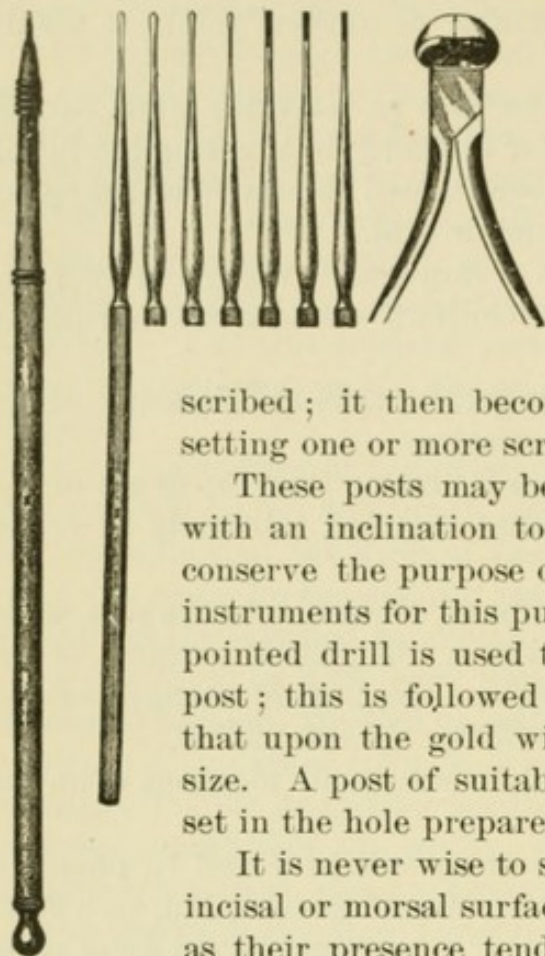 scribed; it then beco
setting one or more scr
These posts may be
with an inclination to
conserve the purpose o
instruments for this pu
pointed drill is used t
post; this is followed
that upon the gold wi
size. A post of suitab
set in the hole prepare
It is never wise to s
incisal or morsal surfac
as their presence tend